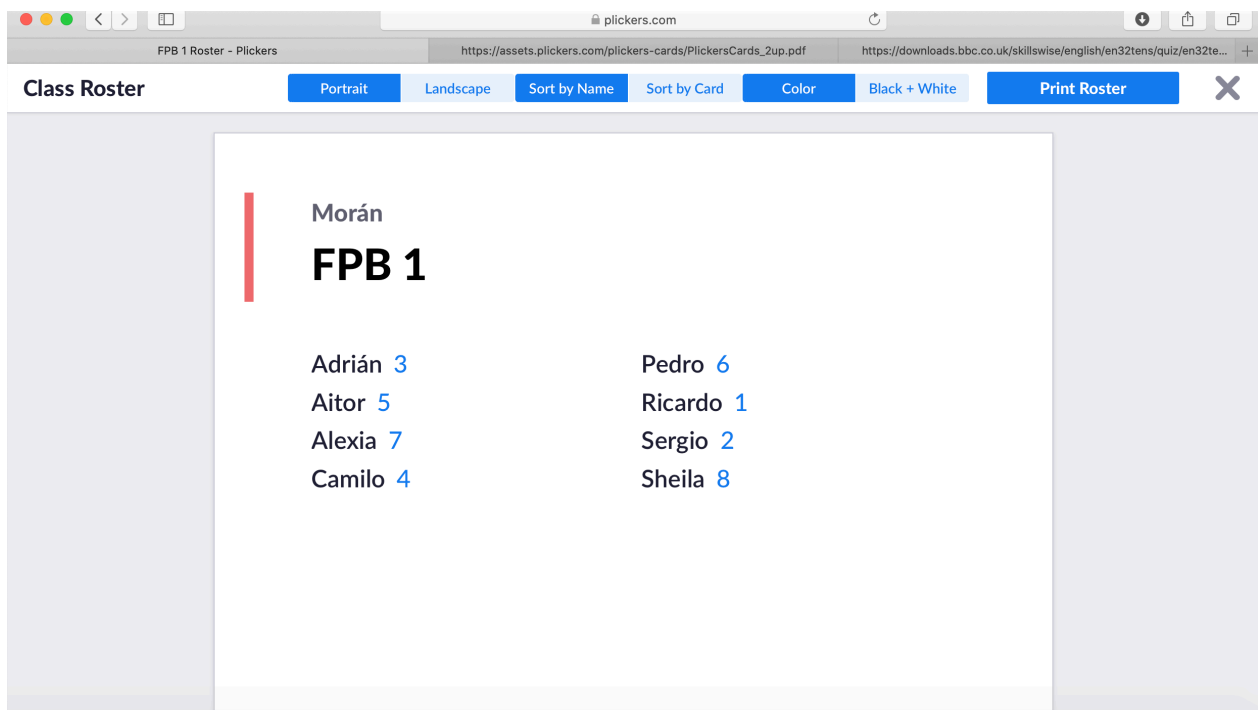 plickers.com
FPB 1 Roster - Plickers
https://assets.plickers.com/plickers-cards/PlickersCards_2up.pdf
https://downloads.bbc.co.uk/skillswise/english/en32tens/quiz/en32te...
Class Roster
Portrait
Landscape
Sort by Name
Sort by Card
Color
Black + White
Print Roster
Morán
FPB 1
Adrián 3
Aitor 5
Alexia 7
Camilo 4
Pedro 6
Ricardo 1
Sergio 2
Sheila 8